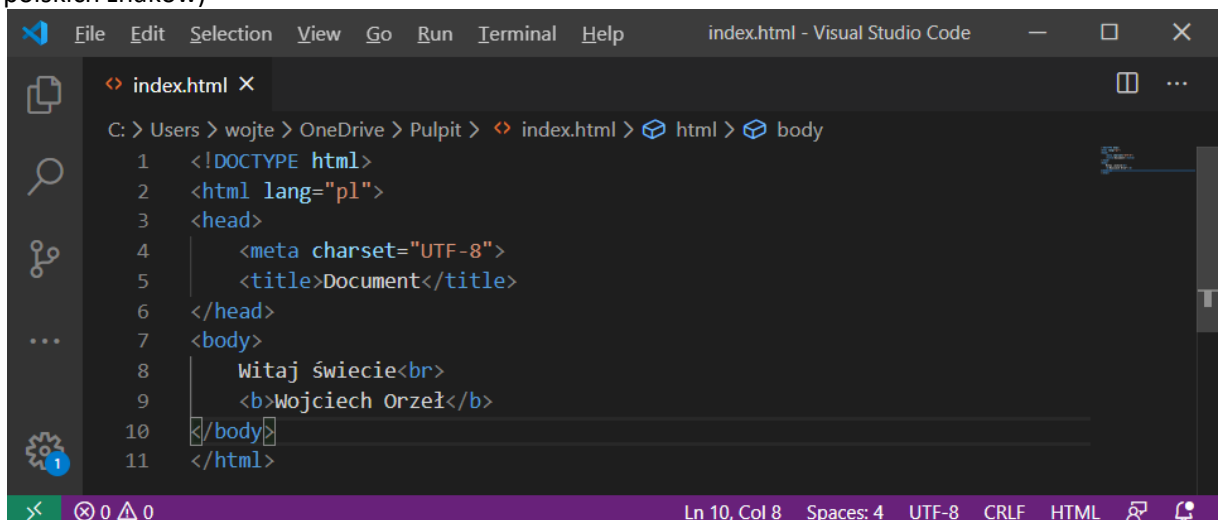 polskich znaków)
File Edit Selection View Go Run Terminal Help index.html - Visual Studio Code
index.html
C: > Users > wojte > OneDrive > Pulpit > index.html > html > body
1 <!DOCTYPE html>
2 <html lang="pl">
3 <head>
4 <meta charset="UTF-8">
5 <title>Document</title>
6 </head>
7 <body>
8 Witaj świecie<br>
9 <b>Wojciech Orzeł</b>
10 </body>
11 </html>
1
0 0 Ln 10, Col 8 Spaces: 4 UTF-8 CRLF HTML